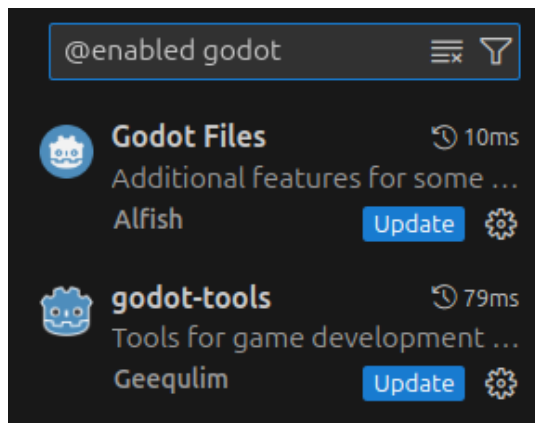 @enabled godot
Godot Files 10ms
Additional features for some ...
Alfish Update
godot-tools 79ms
Tools for game development ...
Geequlim Update